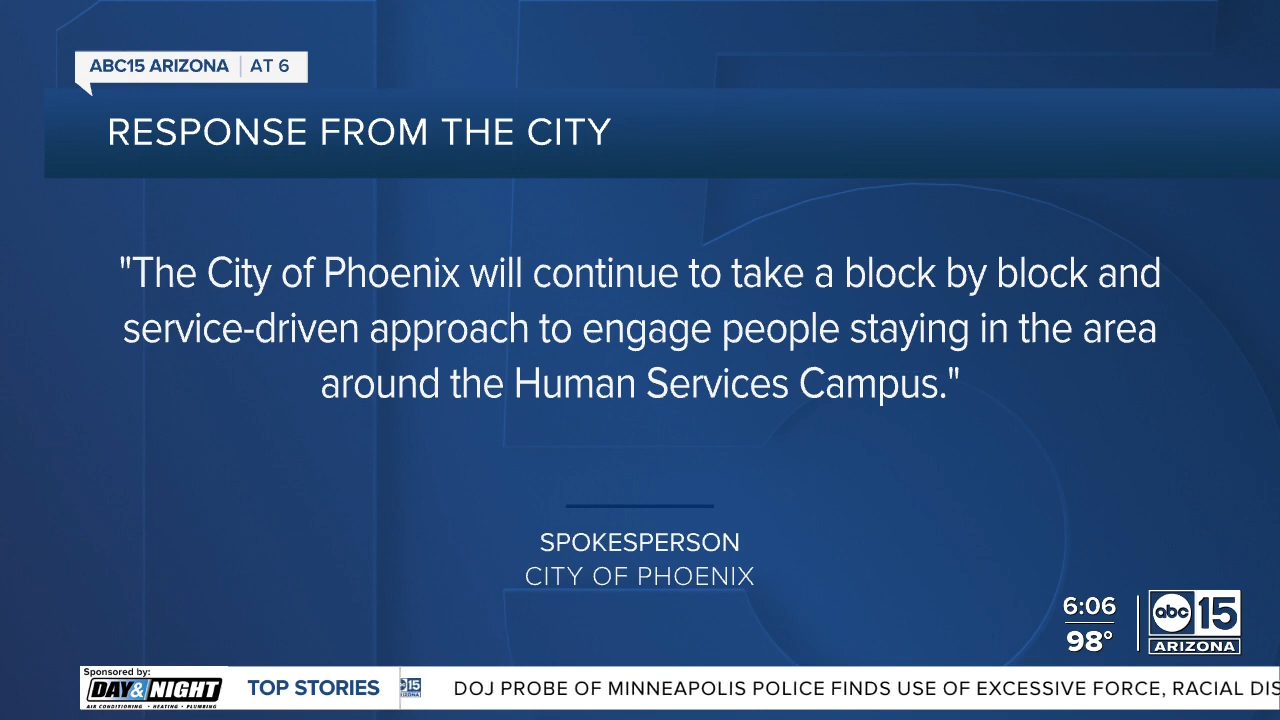 ABC15 ARIZONA | AT 6
RESPONSE FROM THE CITY
"The City of Phoenix will continue to take a block by block and
service-driven approach to engage people staying in the area
around the Human Services Campus."
SPOKESPERSON
CITY OF PHOENIX
6:06
98°
abc 15
ARIZONA
Sponsored by:
DAY & NIGHT
AIR CONDITIONING • HEATING • PLUMBING
TOP STORIES
abc 15 ARIZONA
DOJ PROBE OF MINNEAPOLIS POLICE FINDS USE OF EXCESSIVE FORCE, RACIAL DIS